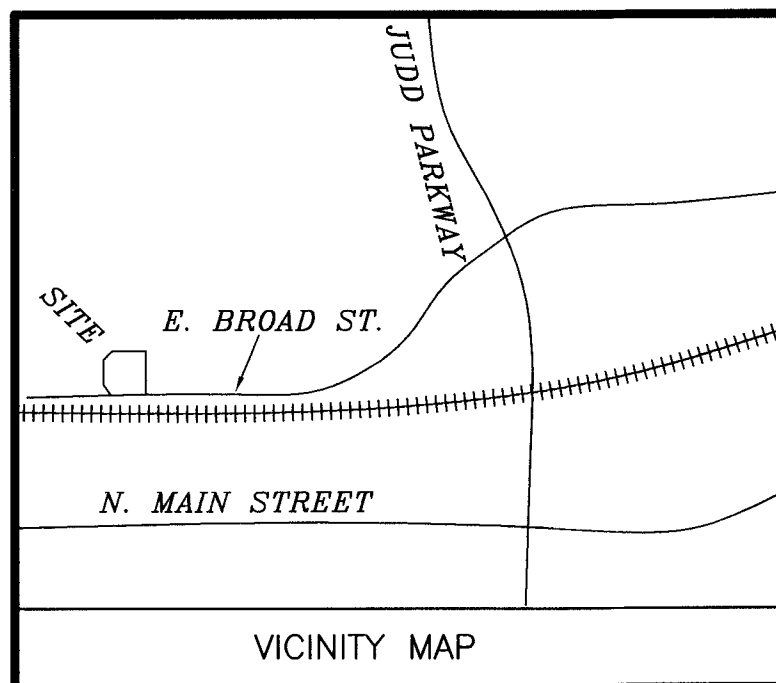 JUDD PARKWAY
SITE
E. BROAD ST.
N. MAIN STREET
VICINITY MAP